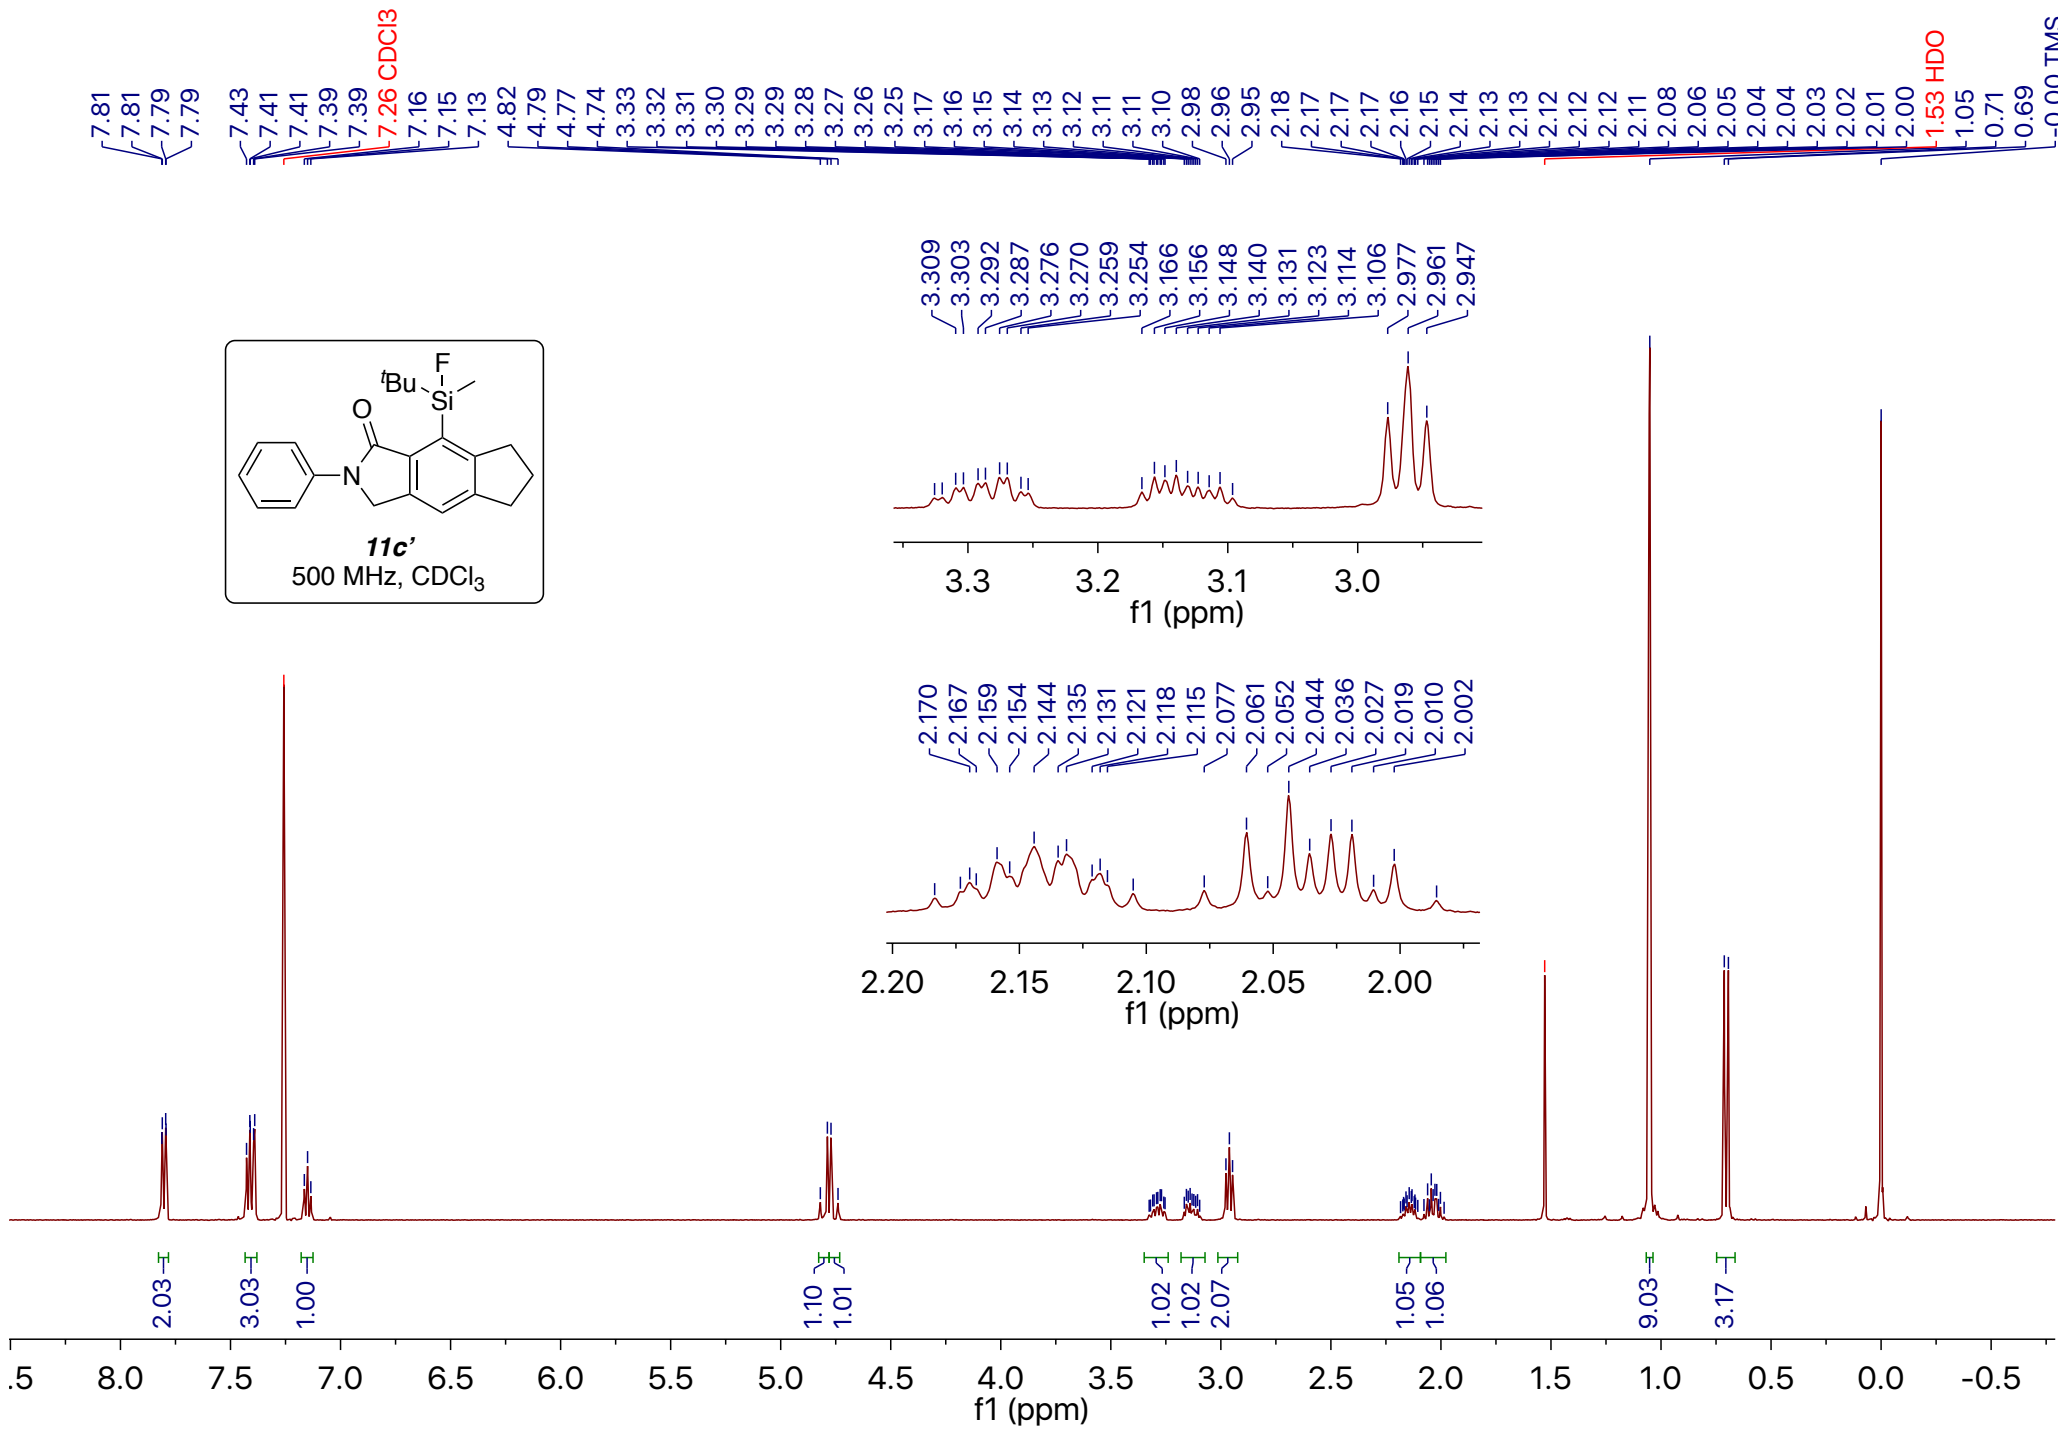 7.81 7.81 7.79 7.79 7.43 7.41 7.41 7.39 7.39 7.26 CDCl3 7.16 7.15 7.13 4.82 4.79 4.77 4.74 3.33 3.32 3.31 3.30 3.29 3.29 3.28 3.27 3.26 3.25 3.17 3.16 3.15 3.14 3.13 3.12 3.11 3.11 3.10 2.98 2.96 2.95 2.18 2.17 2.17 2.17 2.16 2.15 2.14 2.13 2.13 2.12 2.12 2.12 2.11 2.08 2.06 2.05 2.04 2.04 2.03 2.02 2.01 2.00 1.53 HDO 1.05 0.71 0.69 -0.00 TMS
3.309 3.303 3.292 3.287 3.276 3.270 3.259 3.254 3.166 3.156 3.148 3.140 3.131 3.123 3.114 3.106 2.977 2.961 2.947
3.3 3.2 3.1 3.0
f1 (ppm)
F
tBu
Si
O
N
11c’
500 MHz, CDCl3
2.170 2.167 2.159 2.154 2.144 2.135 2.131 2.121 2.118 2.115 2.077 2.061 2.052 2.044 2.036 2.027 2.019 2.010 2.002
2.20 2.15 2.10 2.05 2.00
f1 (ppm)
2.03 3.03 1.00 1.10 1.01 1.02 1.02 2.07 1.05 1.06 9.03 3.17
.5 8.0 7.5 7.0 6.5 6.0 5.5 5.0 4.5 4.0 3.5 3.0 2.5 2.0 1.5 1.0 0.5 0.0 -0.5
f1 (ppm)